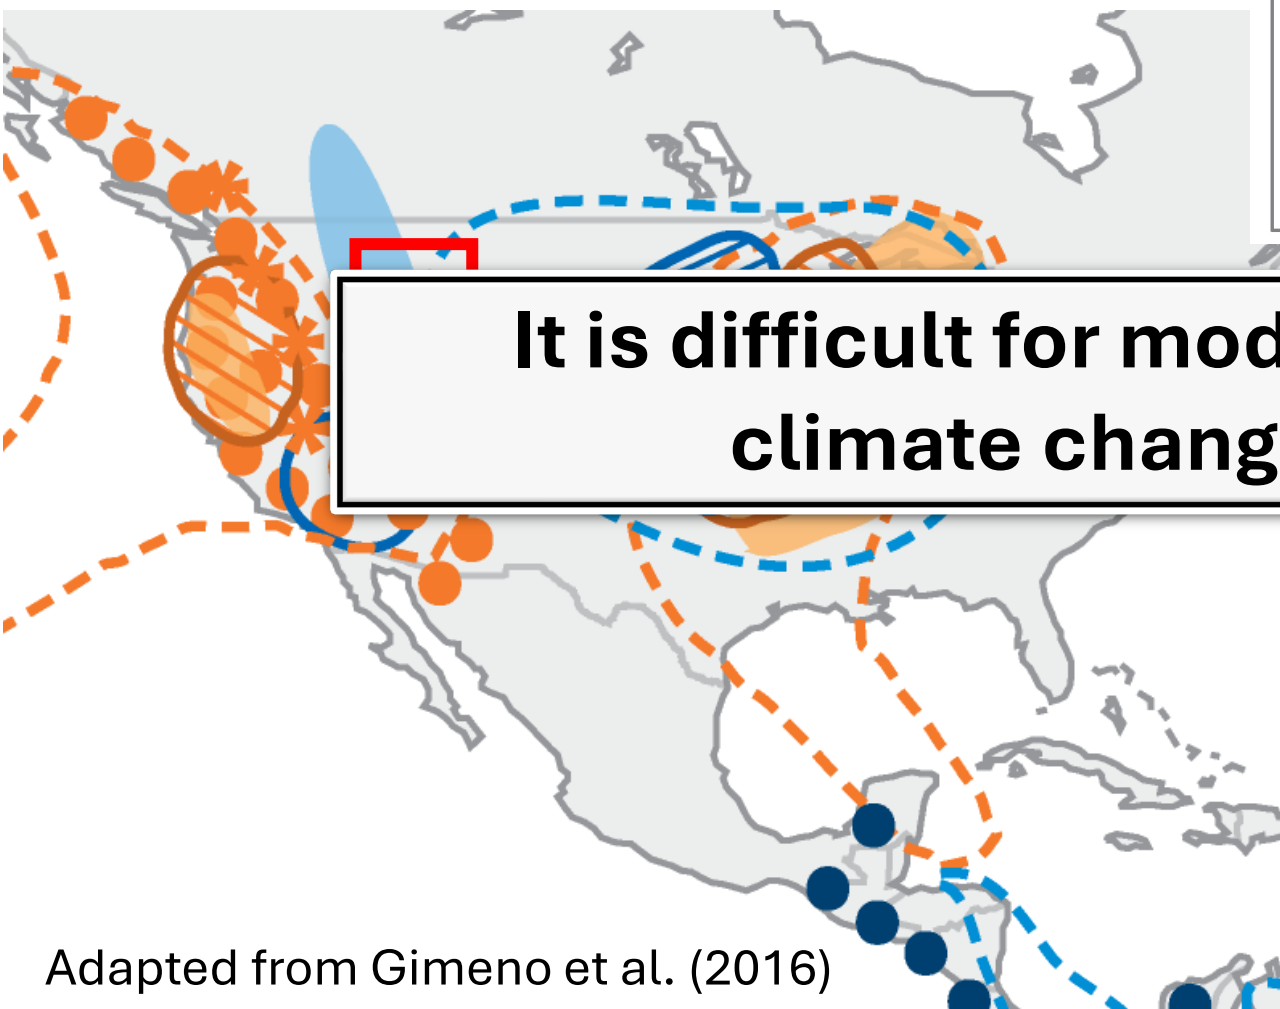 It is difficult for mod
climate chang
Adapted from Gimeno et al. (2016)